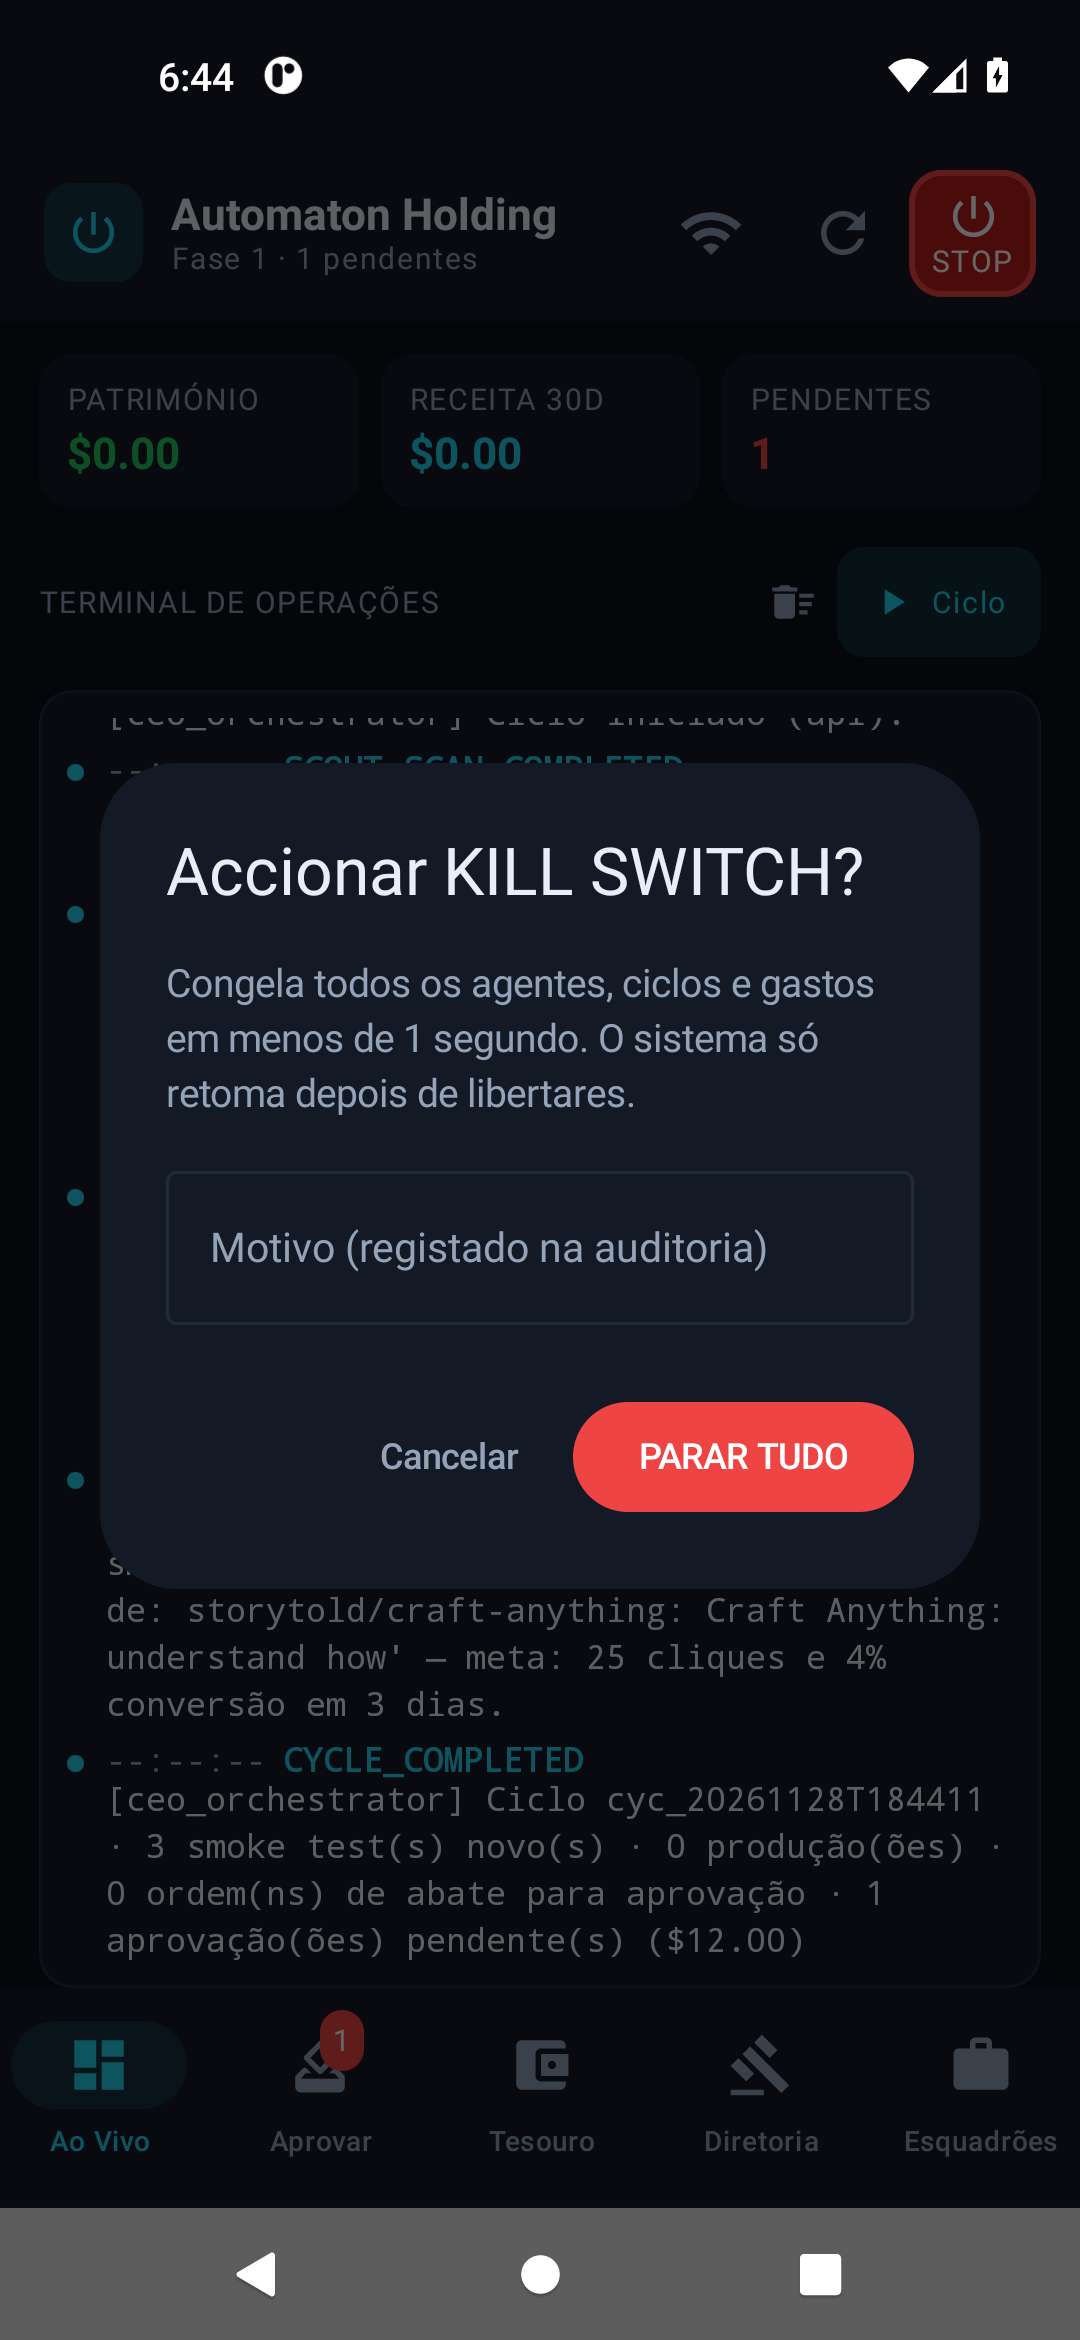 6:44
Automaton Holding
Fase 1 · 1 pendentes
STOP
PATRIMÓNIO
$0.00
RECEITA 30D
$0.00
PENDENTES
1
TERMINAL DE OPERAÇÕES
Ciclo
[ceo_orchestrator] Ciclo iniciado (api).
SCOUT_SCAN_COMPLETED
Accionar KILL SWITCH?
Congela todos os agentes, ciclos e gastos
em menos de 1 segundo. O sistema só
retoma depois de libertares.
Motivo (registado na auditoria)
Cancelar
PARAR TUDO
de: storytold/craft-anything: Craft Anything:
understand how' — meta: 25 cliques e 4%
conversão em 3 dias.
--:--:-- CYCLE_COMPLETED
[ceo_orchestrator] Ciclo cyc_20261128T184411
· 3 smoke test(s) novo(s) · 0 produção(ões) ·
0 ordem(ns) de abate para aprovação · 1
aprovação(ões) pendente(s) ($12.00)
1
Ao Vivo
Aprovar
Tesouro
Diretoria
Esquadrões